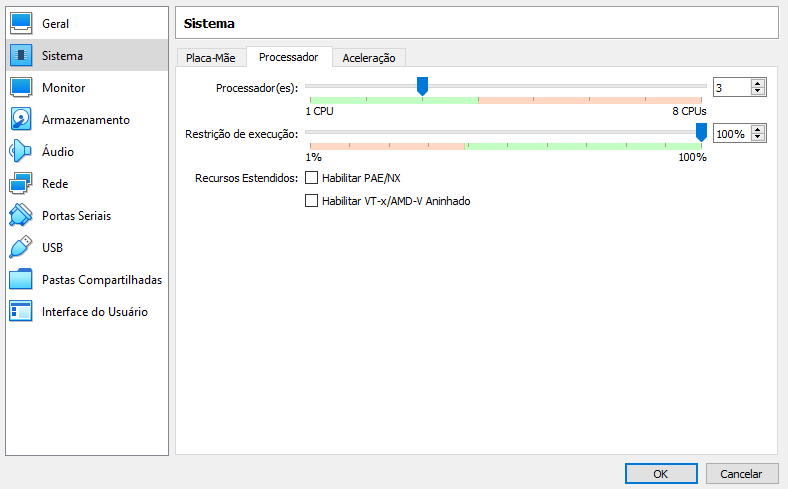 Geral
Sistema
Monitor
Armazenamento
Áudio
Rede
Portas Seriais
USB
Pastas Compartilhadas
Interface do Usuário
Sistema
Placa-Mãe Processador Aceleração
Processador(es): 3
1 CPU 8 CPUs
Restrição de execução: 100%
1% 100%
Recursos Estendidos: Habilitar PAE/NX
Habilitar VT-x/AMD-V Aninhado
OK Cancelar